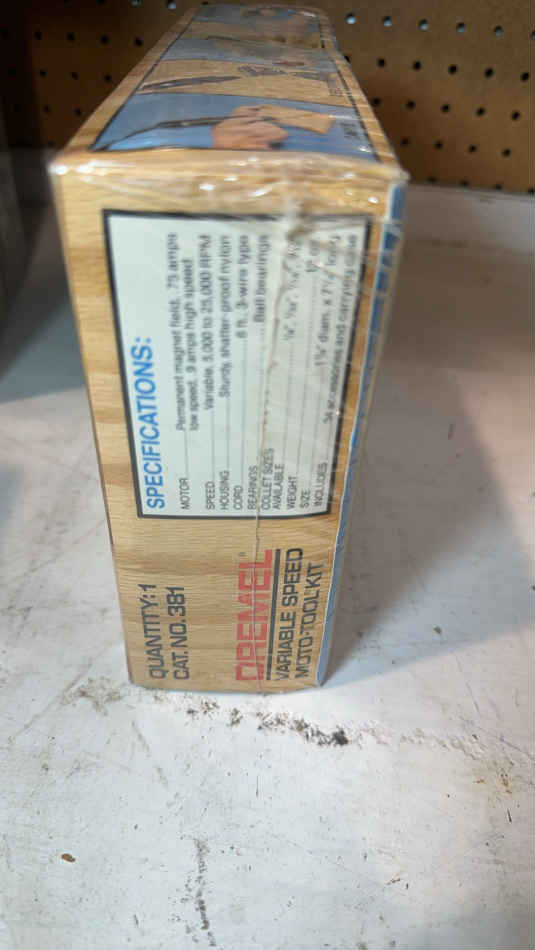 SPECIFICATIONS:
MOTOR Permanent magnet field, .75 amps
low speed, .9 amps high speed
SPEED Variable, 5,000 to 25,000 RPM
HOUSING Sturdy, shatter-proof nylon
CORD 6 ft. 3-wire type
BEARINGS Ball bearings
COLLET SIZES
AVAILABLE
WEIGHT
SIZE diam. x long
INCLUDES accessories and carrying case
QUANTITY: 1
CAT. NO. 381
DREMEL®
VARIABLE SPEED
MOTO-TOOL KIT